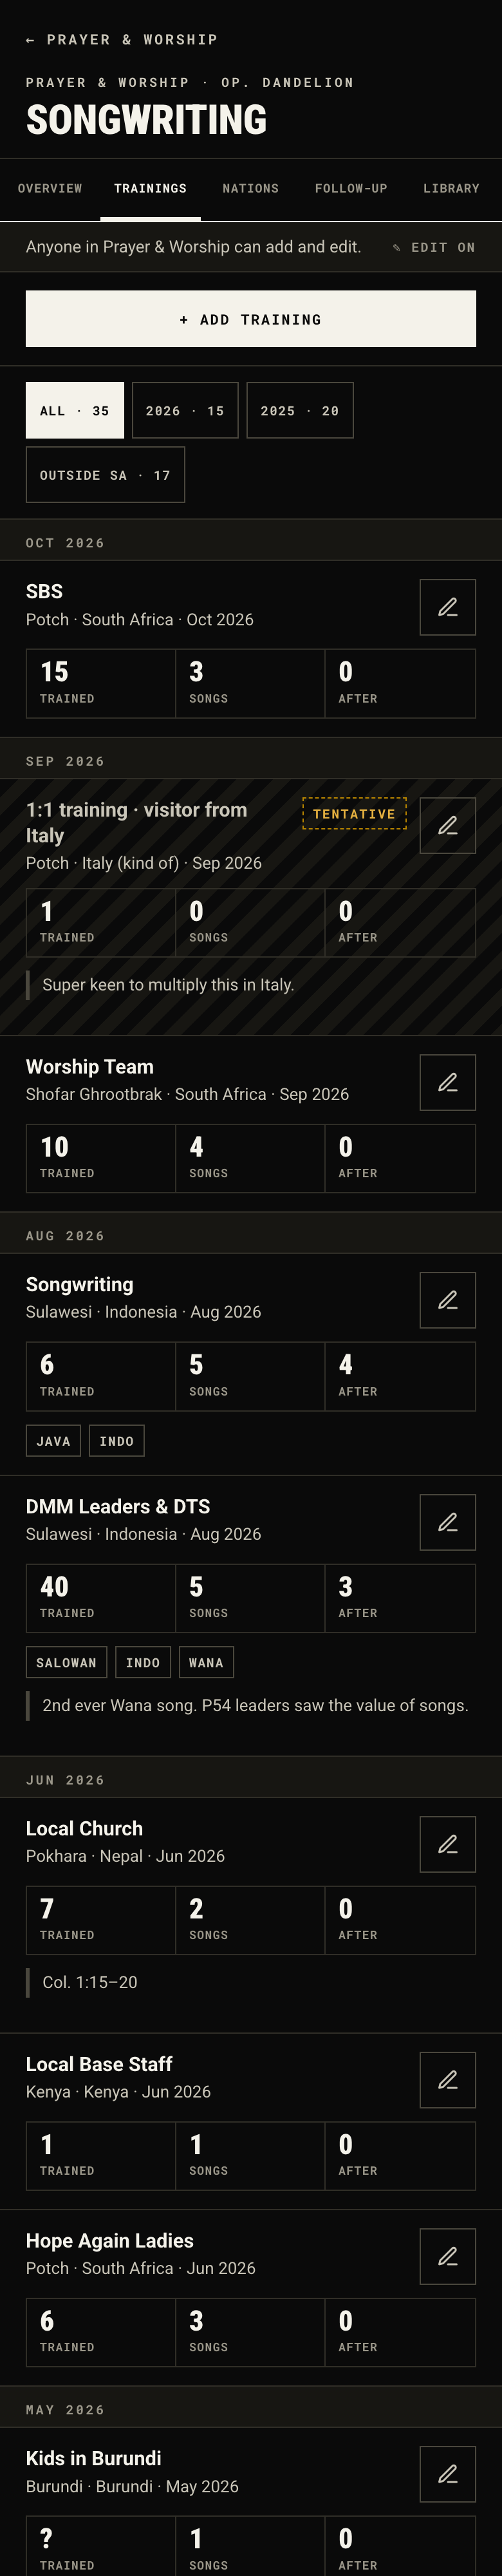 ← PRAYER & WORSHIP
PRAYER & WORSHIP · OP. DANDELION
SONGWRITING
OVERVIEW TRAININGS NATIONS FOLLOW-UP LIBRARY
Anyone in Prayer & Worship can add and edit. ✎ EDIT ON
+ ADD TRAINING
ALL · 35 2026 · 15 2025 · 20
OUTSIDE SA · 17
OCT 2026
SBS
Potch · South Africa · Oct 2026
15 3 0
TRAINED SONGS AFTER
SEP 2026
1:1 training · visitor from
Italy
TENTATIVE
Potch · Italy (kind of) · Sep 2026
1 0 0
TRAINED SONGS AFTER
Super keen to multiply this in Italy.
Worship Team
Shofar Ghrootbrak · South Africa · Sep 2026
10 4 0
TRAINED SONGS AFTER
AUG 2026
Songwriting
Sulawesi · Indonesia · Aug 2026
6 5 4
TRAINED SONGS AFTER
JAVA INDO
DMM Leaders & DTS
Sulawesi · Indonesia · Aug 2026
40 5 3
TRAINED SONGS AFTER
SALOWAN INDO WANA
2nd ever Wana song. P54 leaders saw the value of songs.
JUN 2026
Local Church
Pokhara · Nepal · Jun 2026
7 2 0
TRAINED SONGS AFTER
Col. 1:15–20
Local Base Staff
Kenya · Kenya · Jun 2026
1 1 0
TRAINED SONGS AFTER
Hope Again Ladies
Potch · South Africa · Jun 2026
6 3 0
TRAINED SONGS AFTER
MAY 2026
Kids in Burundi
Burundi · Burundi · May 2026
? 1 0
TRAINED SONGS AFTER